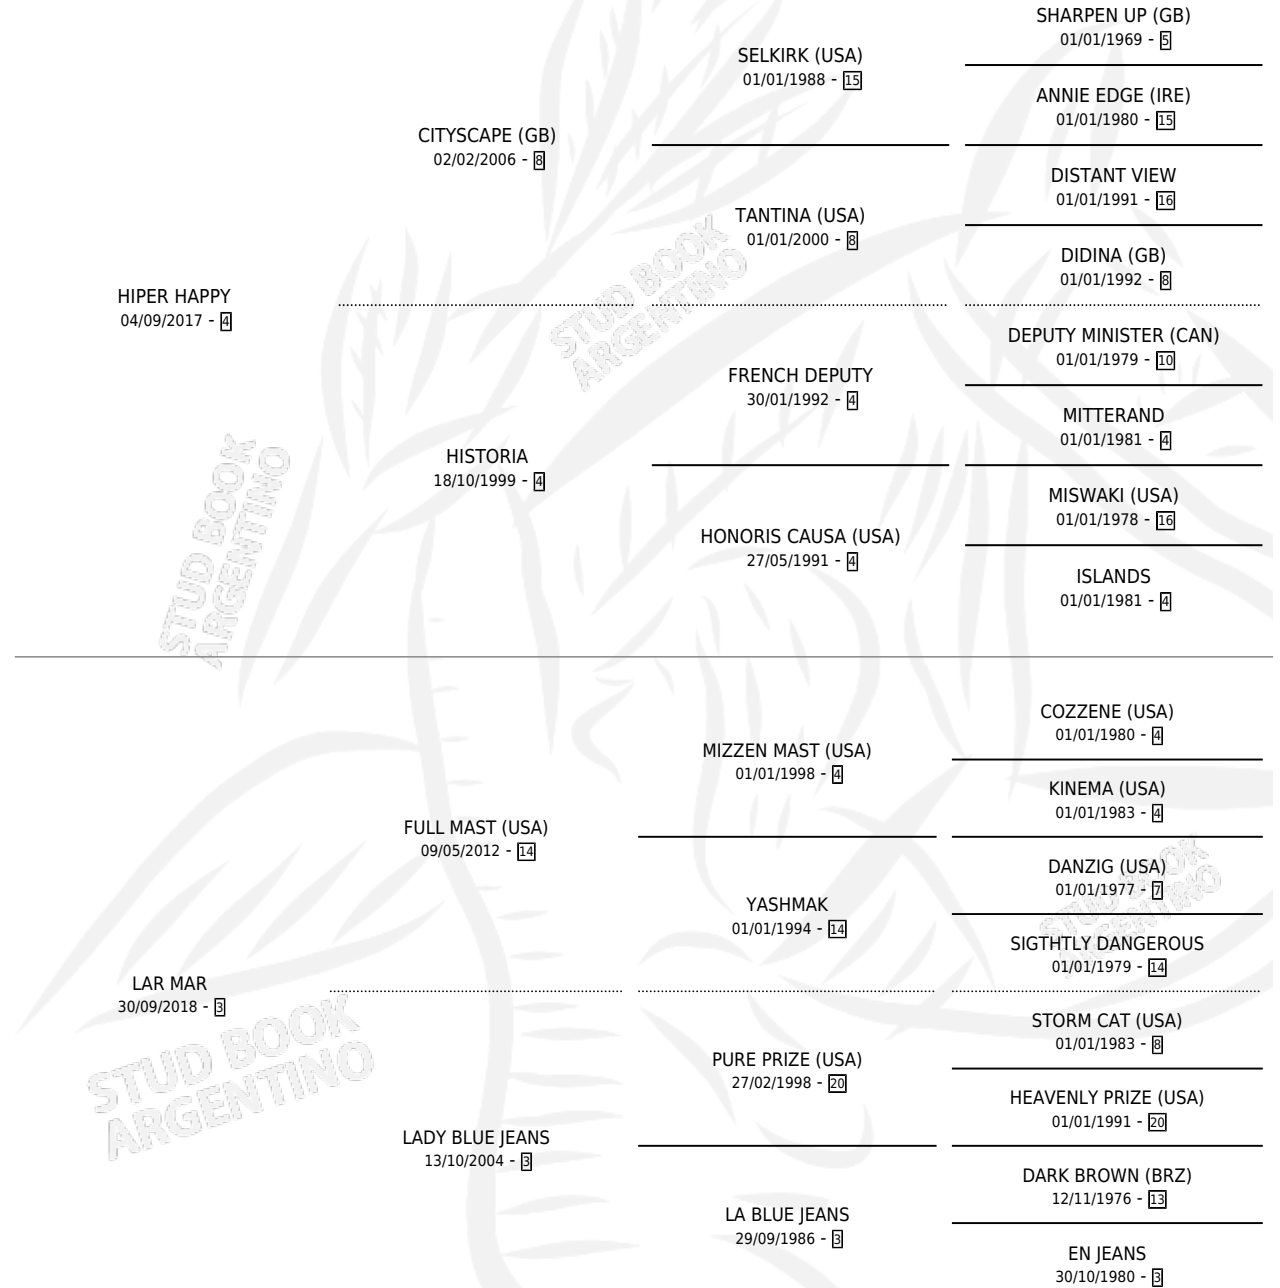 SHARPEN UP (GB)
01/01/1969 - 5
SELKIRK (USA)
01/01/1988 - 15
ANNIE EDGE (IRE)
01/01/1980 - 15
CITYSCAPE (GB)
02/02/2006 - 8
DISTANT VIEW
01/01/1991 - 16
TANTINA (USA)
01/01/2000 - 8
DIDINA (GB)
01/01/1992 - 8
HIPER HAPPY
04/09/2017 - 4
DEPUTY MINISTER (CAN)
01/01/1979 - 10
FRENCH DEPUTY
30/01/1992 - 4
MITTERAND
01/01/1981 - 4
HISTORIA
18/10/1999 - 4
MISWAKI (USA)
01/01/1978 - 16
HONORIS CAUSA (USA)
27/05/1991 - 4
ISLANDS
01/01/1981 - 4
COZZENE (USA)
01/01/1980 - 4
MIZZEN MAST (USA)
01/01/1998 - 4
KINEMA (USA)
01/01/1983 - 4
FULL MAST (USA)
09/05/2012 - 14
DANZIG (USA)
01/01/1977 - 7
YASHMAK
01/01/1994 - 14
SIGTHTLY DANGEROUS
01/01/1979 - 14
LAR MAR
30/09/2018 - 3
STORM CAT (USA)
01/01/1983 - 8
PURE PRIZE (USA)
27/02/1998 - 20
HEAVENLY PRIZE (USA)
01/01/1991 - 20
LADY BLUE JEANS
13/10/2004 - 3
DARK BROWN (BRZ)
12/11/1976 - 13
LA BLUE JEANS
29/09/1986 - 3
EN JEANS
30/10/1980 - 3
STUD BOOK
ARGENTINO
STUD BOOK
ARGENTINO
STUD BOOK
ARGENTINO
STUD BOOK
ARGENTINO